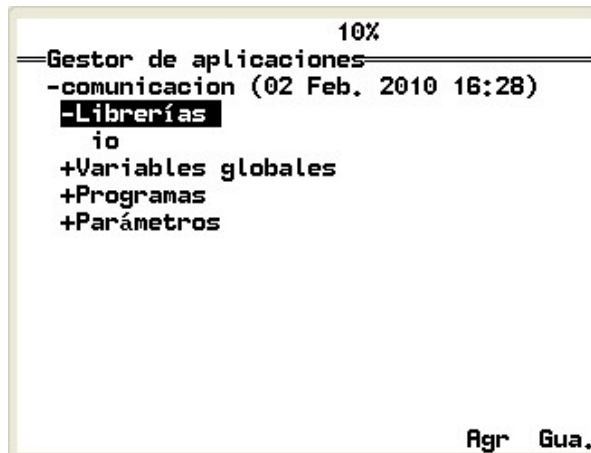 10%
Gestor de aplicaciones
-comunicacion (02 Feb. 2010 16:28)
-Librerías
io
+Variables globales
+Programas
+Parámetros
Agr Gua.